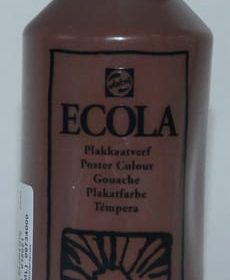 ECOLA
Plakkaatverf
Poster Colour
Gouache
Plakatfarbe
Témpera